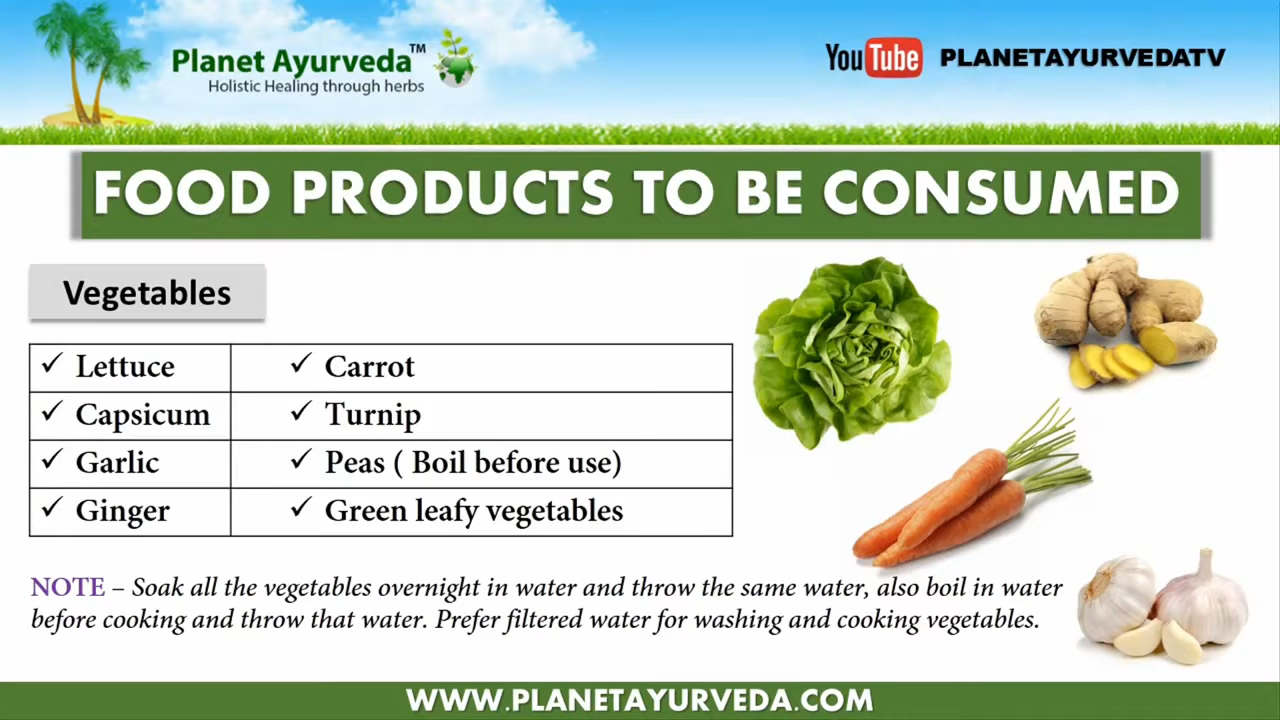 Planet Ayurveda™
Holistic Healing through herbs
YouTube PLANETAYURVEDATV
FOOD PRODUCTS TO BE CONSUMED
Vegetables
✓ Lettuce ✓ Carrot
✓ Capsicum ✓ Turnip
✓ Garlic ✓ Peas ( Boil before use)
✓ Ginger ✓ Green leafy vegetables
NOTE – Soak all the vegetables overnight in water and throw the same water, also boil in water
before cooking and throw that water. Prefer filtered water for washing and cooking vegetables.
WWW.PLANETAYURVEDA.COM